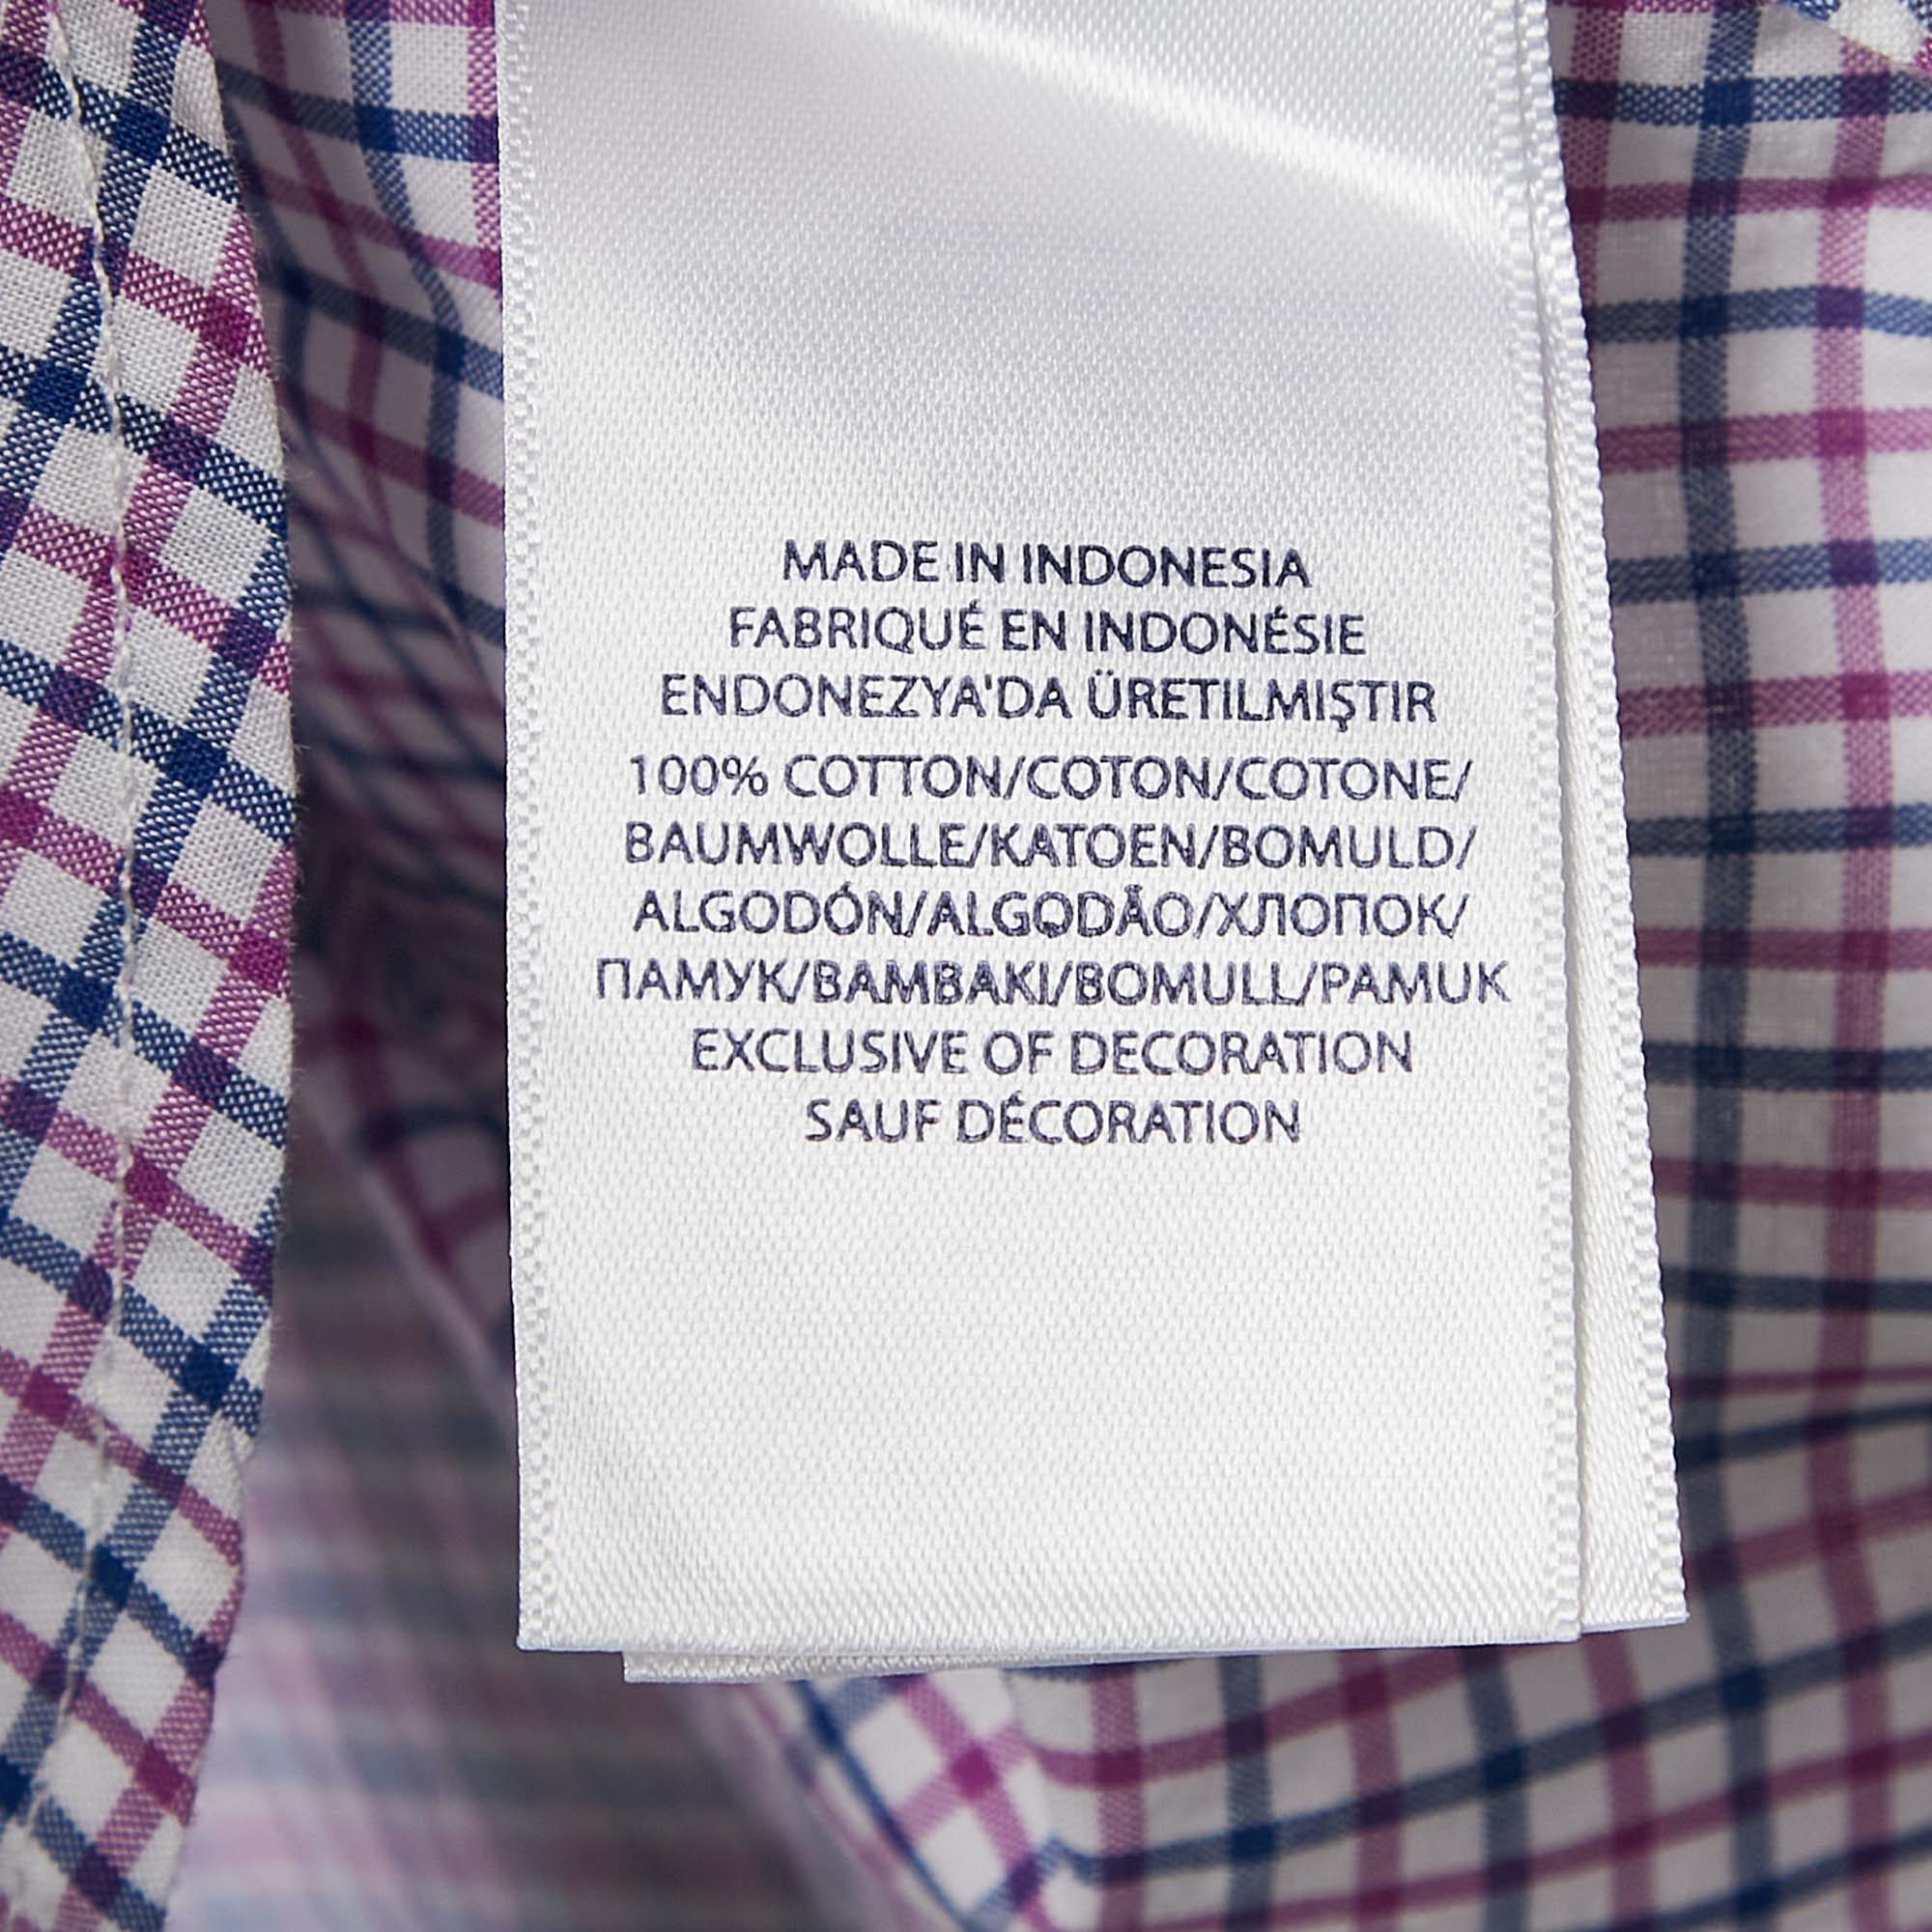 MADE IN INDONESIA
FABRIQUÉ EN INDONÉSIE
ENDONEZYA'DA ÜRETILMIŞTIR
100% COTTON/COTON/COTONE/
BAUMWOLLE/KATOEN/BOMULD/
ALGODÓN/ALGODÃO/ХЛОПОК/
ПАМУК/BAMBAKI/BOMULL/PAMUK
EXCLUSIVE OF DECORATION
SAUF DÉCORATION